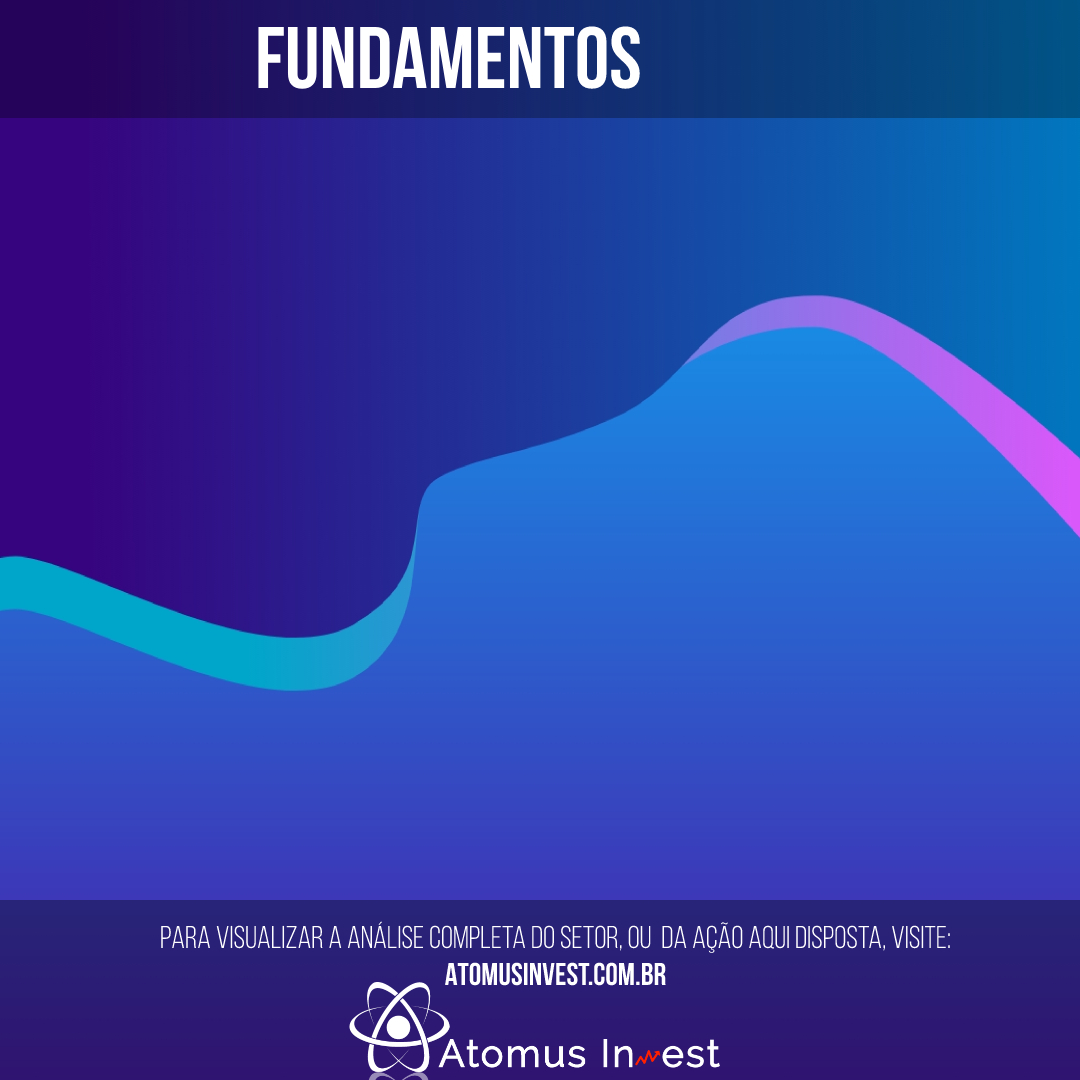 FUNDAMENTOS
PARA VISUALIZAR A ANÁLISE COMPLETA DO SETOR, OU DA AÇÃO AQUI DISPOSTA, VISITE:
ATOMUSINVEST.COM.BR
Atomus Invest